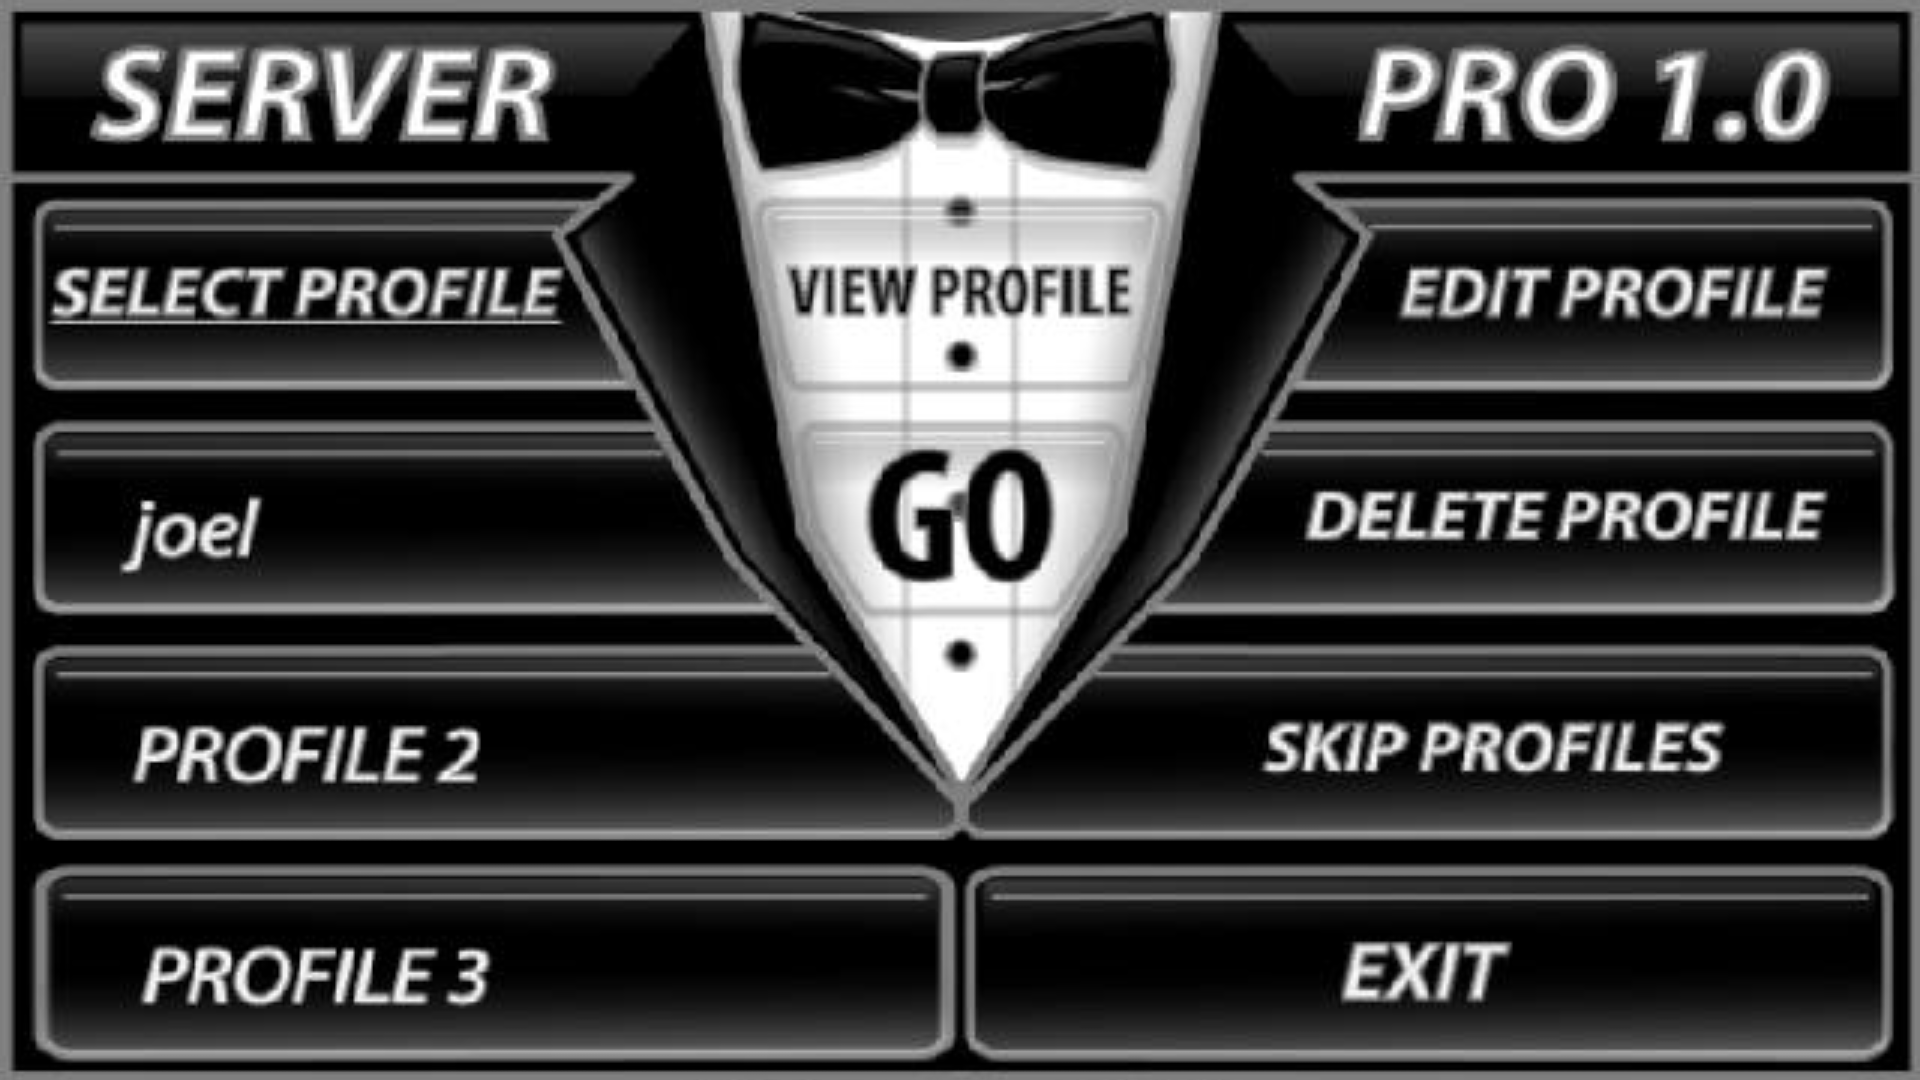 SERVER PRO 1.0
SELECT PROFILE VIEW PROFILE EDIT PROFILE
joel GO DELETE PROFILE
PROFILE 2 SKIP PROFILES
PROFILE 3 EXIT